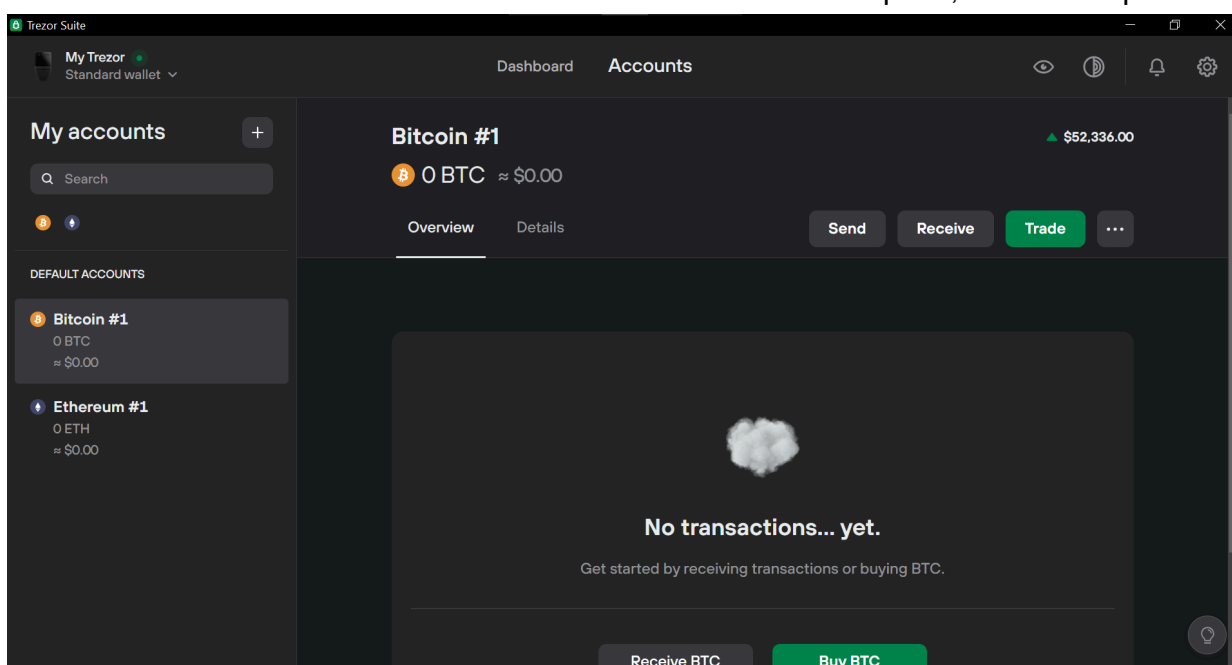 Trezor Suite
My Trezor
Standard wallet
Dashboard
Accounts
My accounts
+
Search
DEFAULT ACCOUNTS
Bitcoin #1
0 BTC
≈ $0.00
Ethereum #1
0 ETH
≈ $0.00
Bitcoin #1
$52,336.00
0 BTC ≈ $0.00
Overview
Details
Send
Receive
Trade
...
No transactions... yet.
Get started by receiving transactions or buying BTC.
Receive BTC
Buy BTC